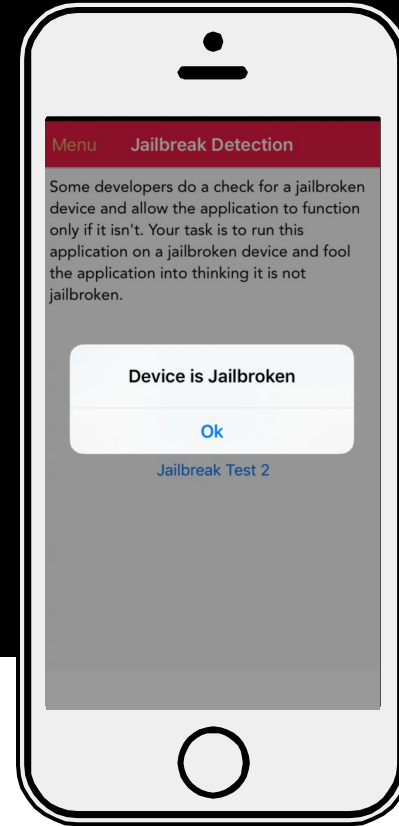 Menu Jailbreak Detection
Some developers do a check for a jailbroken
device and allow the application to function
only if it isn't. Your task is to run this
application on a jailbroken device and fool
the application into thinking it is not
jailbroken.
Device is Jailbroken
Ok
Jailbreak Test 2